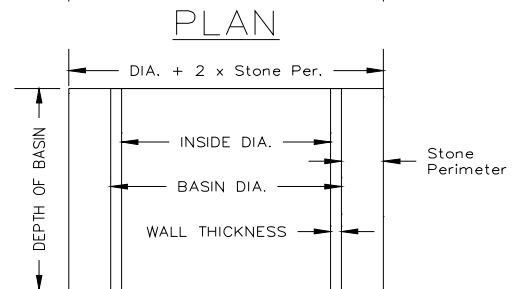 PLAN
DIA. + 2 x Stone Per.
INSIDE DIA.
Stone
Perimeter
BASIN DIA.
WALL THICKNESS
DEPTH OF BASIN